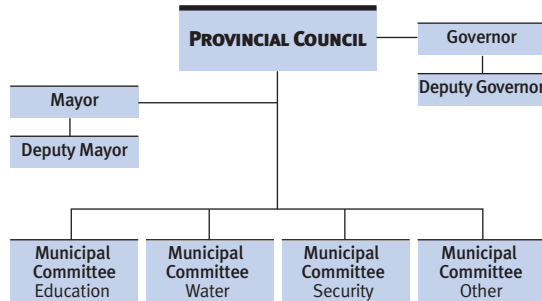 PROVINCIAL COUNCIL
Governor
Deputy Governor
Mayor
Deputy Mayor
Municipal
Committee
Education
Municipal
Committee
Water
Municipal
Committee
Security
Municipal
Committee
Other